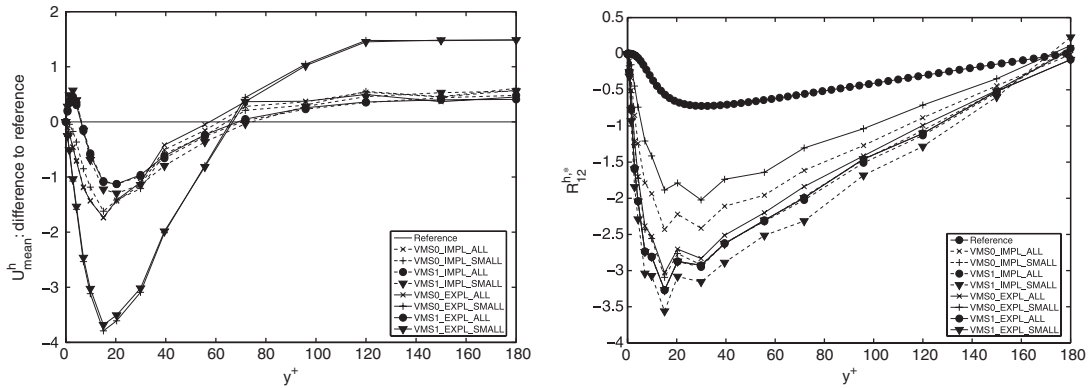 2
1
0
−1
−2
−3
−4
0 20 40 60 80 100 120 140 160 180
y+
U^h_mean: difference to reference
Reference
VMS0_IMPL_ALL
VMS0_IMPL_SMALL
VMS1_IMPL_ALL
VMS1_IMPL_SMALL
VMS0_EXPL_ALL
VMS0_EXPL_SMALL
VMS1_EXPL_ALL
VMS1_EXPL_SMALL
0.5
0
−0.5
−1
−1.5
−2
−2.5
−3
−3.5
−4
0 20 40 60 80 100 120 140 160 180
y+
R^{h,*}_12
Reference
VMS0_IMPL_ALL
VMS0_IMPL_SMALL
VMS1_IMPL_ALL
VMS1_IMPL_SMALL
VMS0_EXPL_ALL
VMS0_EXPL_SMALL
VMS1_EXPL_ALL
VMS1_EXPL_SMALL